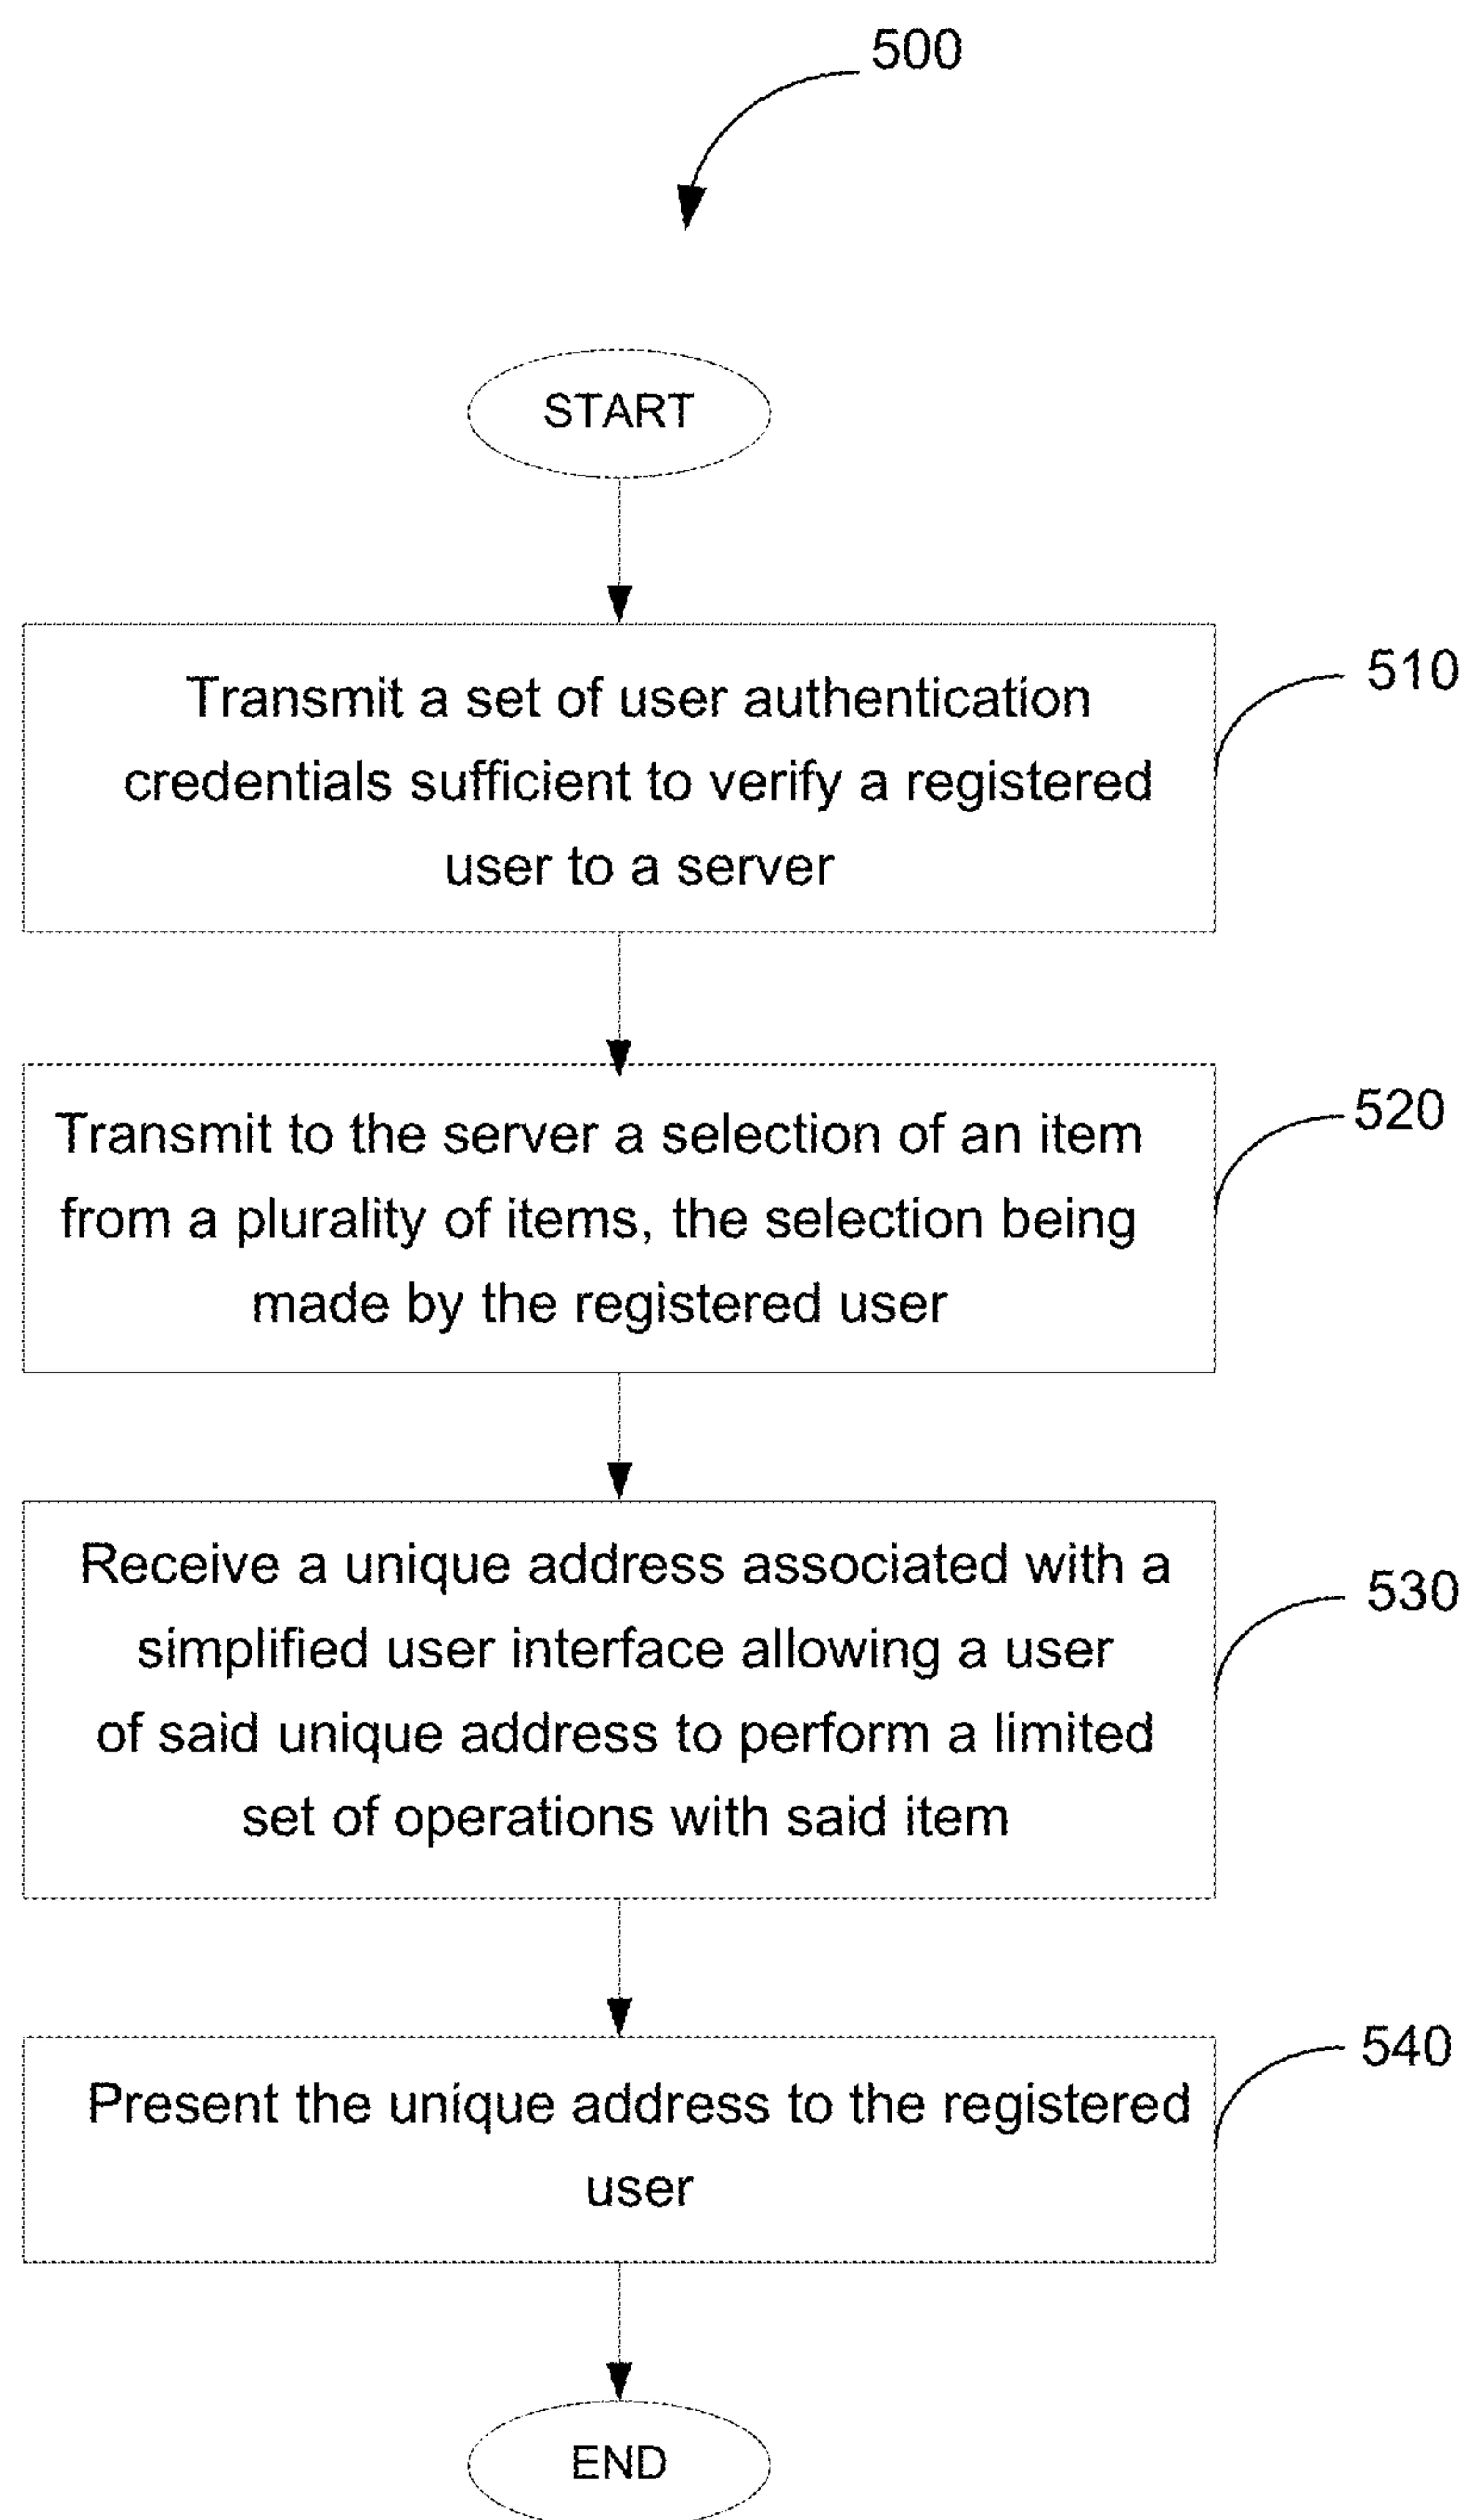 500
START
Transmit a set of user authentication
credentials sufficient to verify a registered
user to a server
510
Transmit to the server a selection of an item
from a plurality of items, the selection being
made by the registered user
520
Receive a unique address associated with a
simplified user interface allowing a user
of said unique address to perform a limited
set of operations with said item
530
Present the unique address to the registered
user
540
END